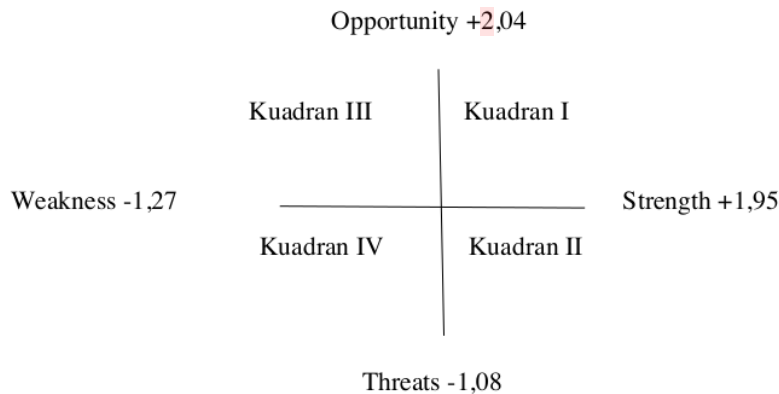 Opportunity +2,04
Kuadran III
Kuadran I
Weakness -1,27
Strength +1,95
Kuadran IV
Kuadran II
Threats -1,08